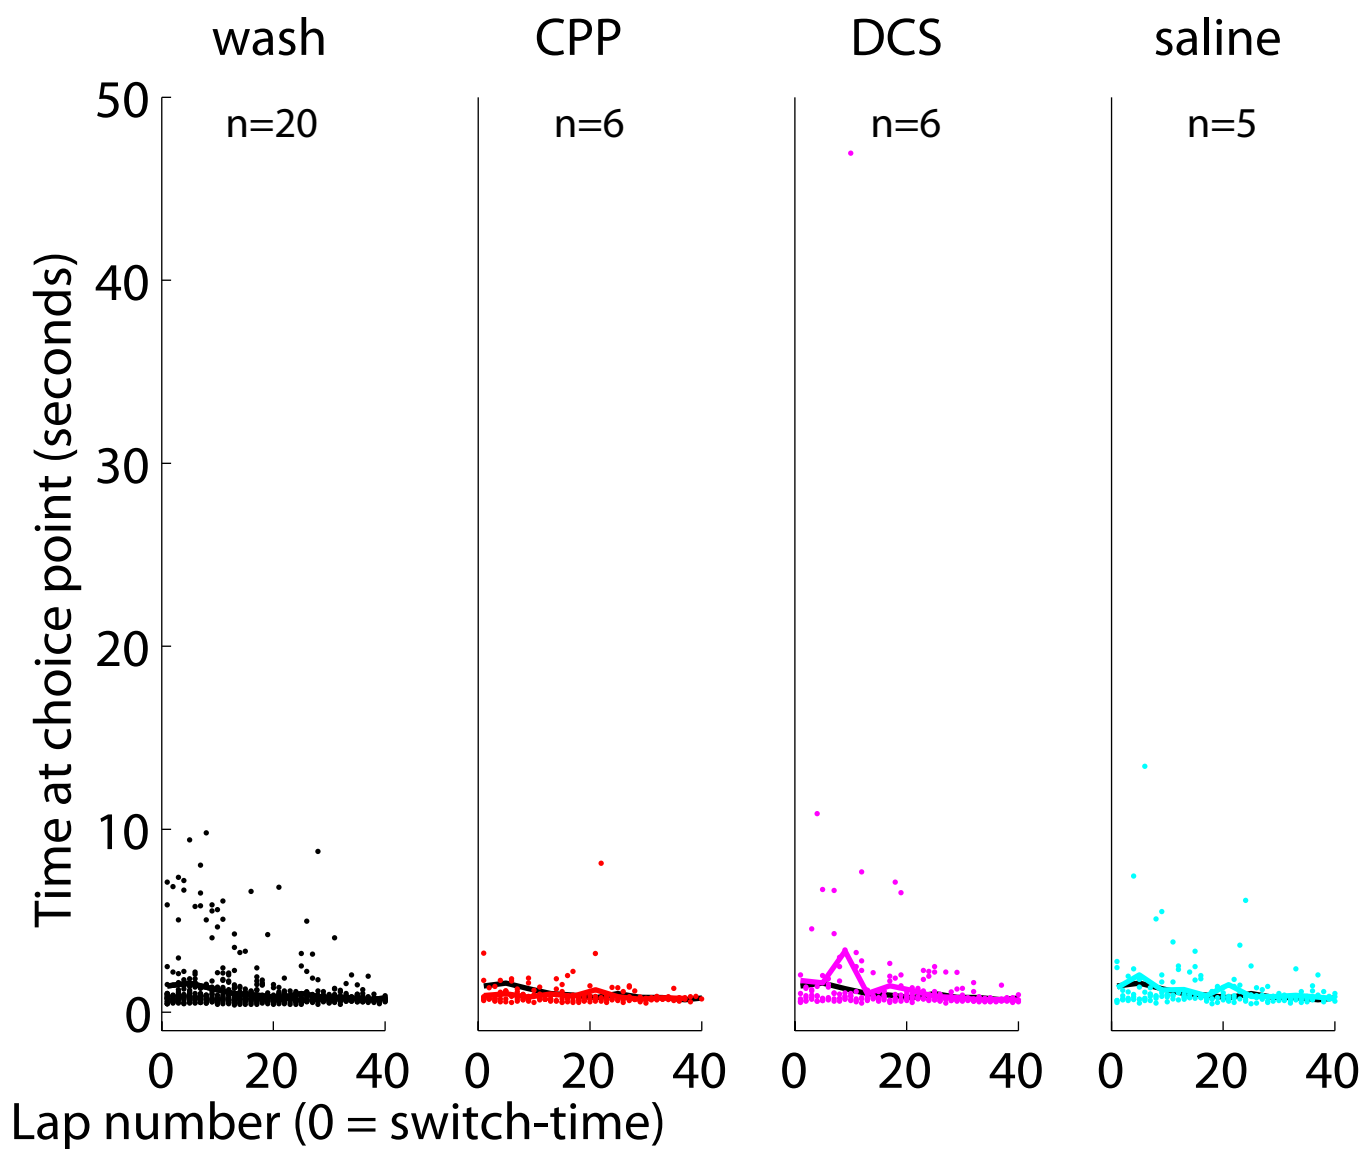 wash CPP DCS saline
n=20 n=6 n=6 n=5
50
40
30
20
10
0
Time at choice point (seconds)
0 20 40 0 20 40 0 20 40 0 20 40
Lap number (0 = switch-time)